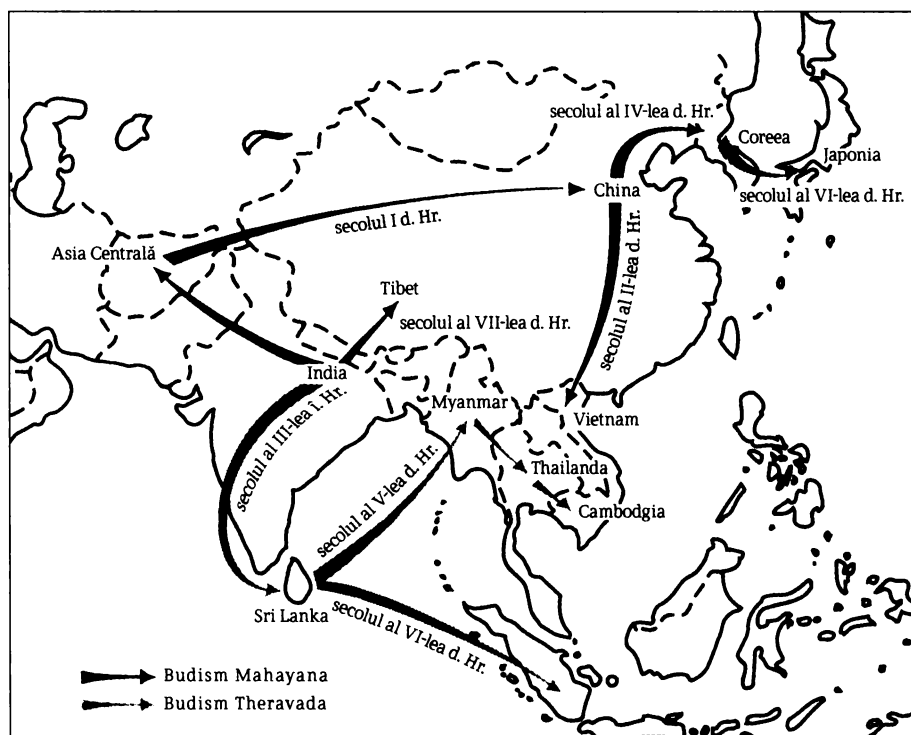 secolul al IV-lea d. Hr.
Coreea
Japonia
secolul al VI-lea d. Hr.
China
secolul I d. Hr.
Asia Centrală
secolul al II-lea d. Hr.
Tibet
secolul al VII-lea d. Hr.
India
Myanmar
Vietnam
secolul al III-lea î. Hr.
secolul al V-lea d. Hr.
Thailanda
Cambodgia
Sri Lanka
secolul al VI-lea d. Hr.
Budism Mahayana
Budism Theravada